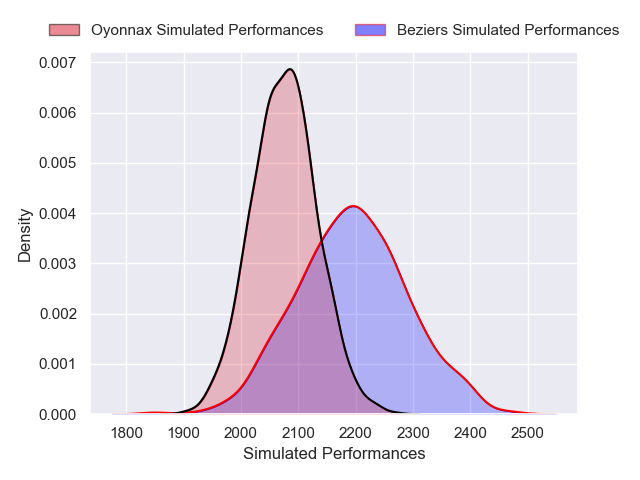 Oyonnax Simulated Performances Beziers Simulated Performances
0.007
0.006
0.005
0.004
0.003
0.002
0.001
0.000
Density
1800 1900 2000 2100 2200 2300 2400 2500
Simulated Performances